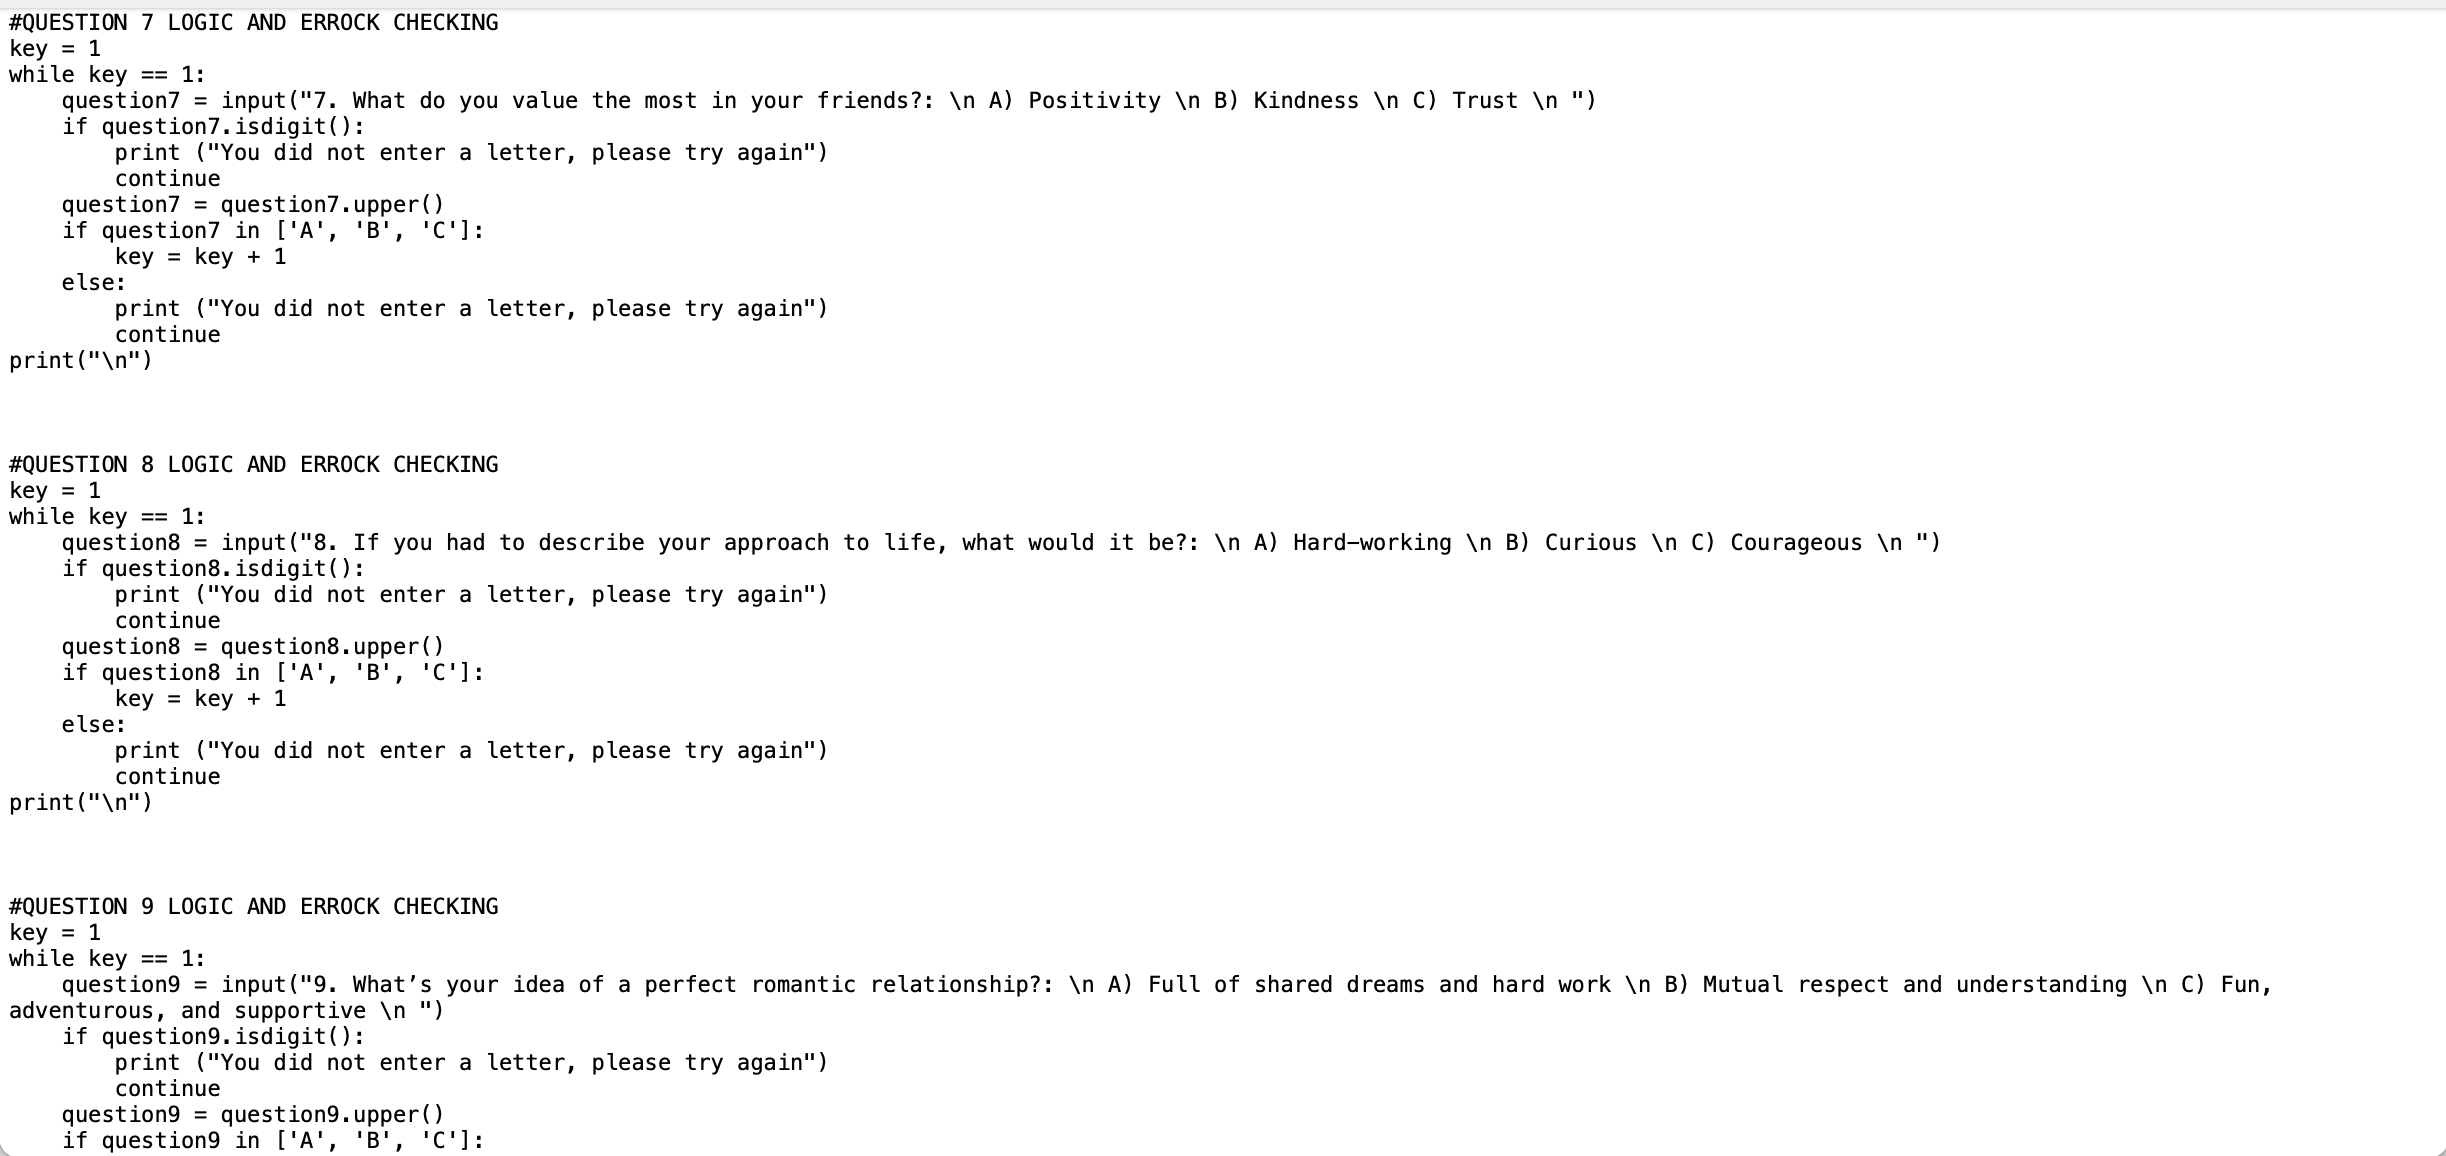 #QUESTION 7 LOGIC AND ERROCK CHECKING
key = 1
while key == 1:
    question7 = input("7. What do you value the most in your friends?: \n A) Positivity \n B) Kindness \n C) Trust \n ")
    if question7.isdigit():
        print ("You did not enter a letter, please try again")
        continue
    question7 = question7.upper()
    if question7 in ['A', 'B', 'C']:
        key = key + 1
    else:
        print ("You did not enter a letter, please try again")
        continue
print("\n")
#QUESTION 8 LOGIC AND ERROCK CHECKING
key = 1
while key == 1:
    question8 = input("8. If you had to describe your approach to life, what would it be?: \n A) Hard-working \n B) Curious \n C) Courageous \n ")
    if question8.isdigit():
        print ("You did not enter a letter, please try again")
        continue
    question8 = question8.upper()
    if question8 in ['A', 'B', 'C']:
        key = key + 1
    else:
        print ("You did not enter a letter, please try again")
        continue
print("\n")
#QUESTION 9 LOGIC AND ERROCK CHECKING
key = 1
while key == 1:
    question9 = input("9. What’s your idea of a perfect romantic relationship?: \n A) Full of shared dreams and hard work \n B) Mutual respect and understanding \n C) Fun,
adventurous, and supportive \n ")
    if question9.isdigit():
        print ("You did not enter a letter, please try again")
        continue
    question9 = question9.upper()
    if question9 in ['A', 'B', 'C']: